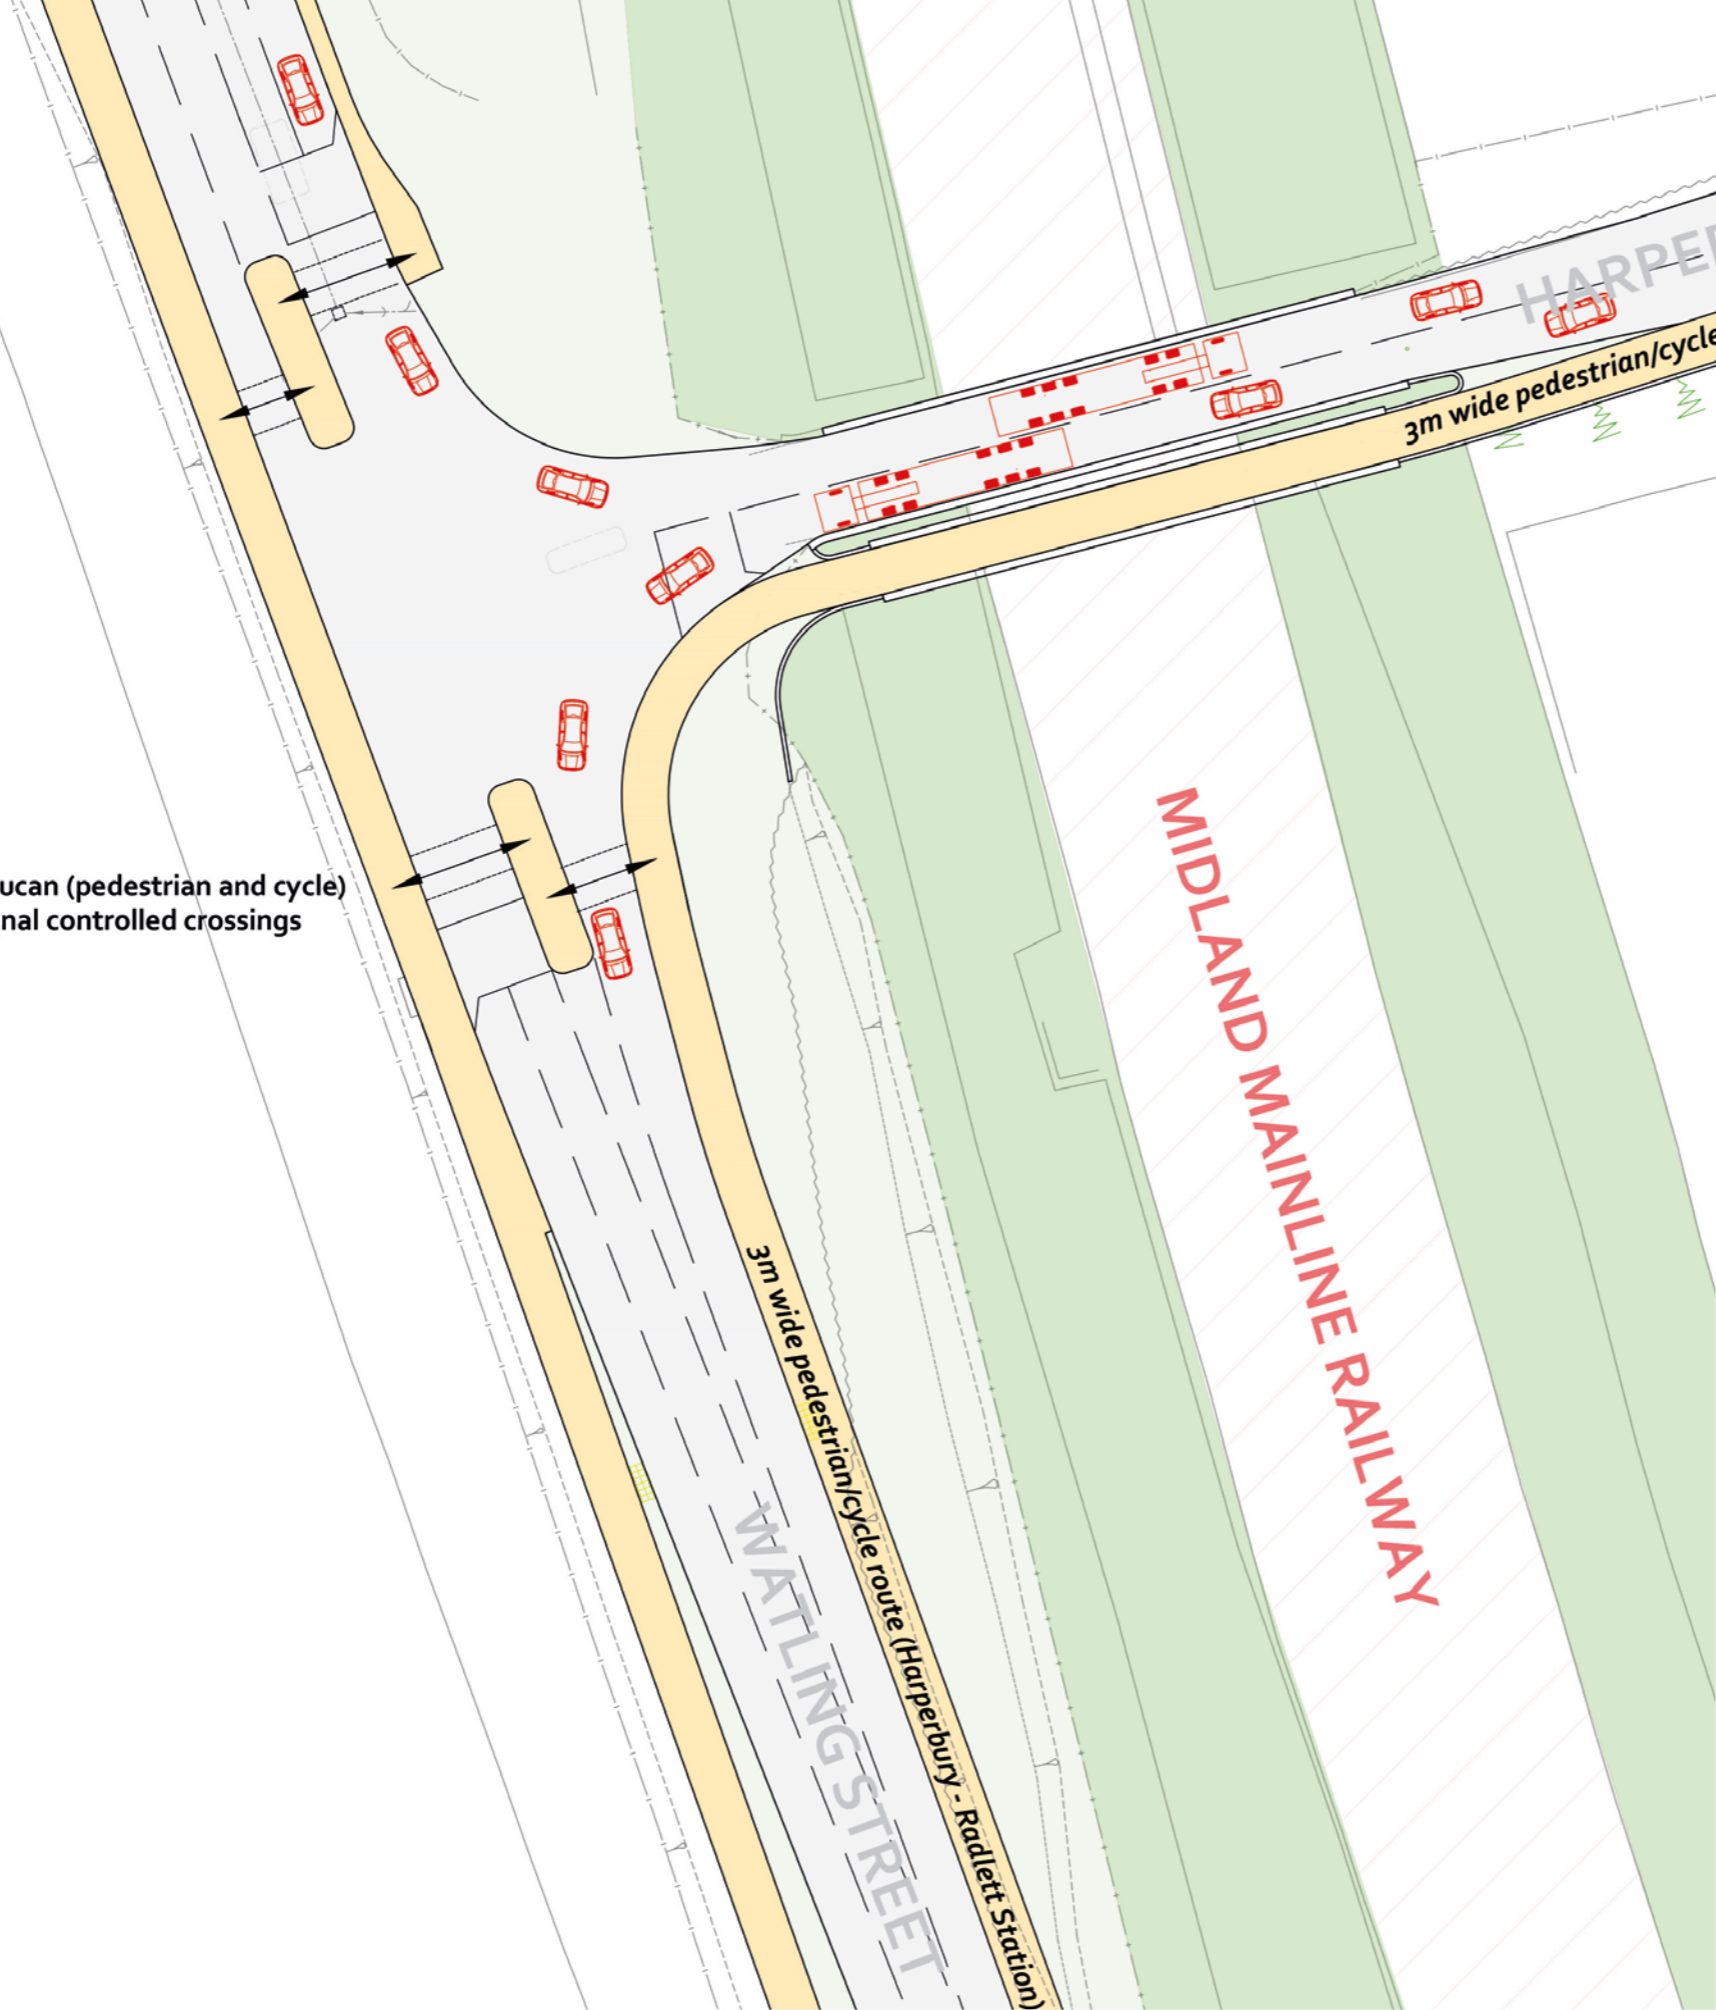 HARPE
3m wide pedestrian/cycle
ucan (pedestrian and cycle)
nal controlled crossings
MIDLAND MAINLINE RAILWAY
3m wide pedestrian/cycle route (Harperbury - Radlett Station)
WATLING STREET